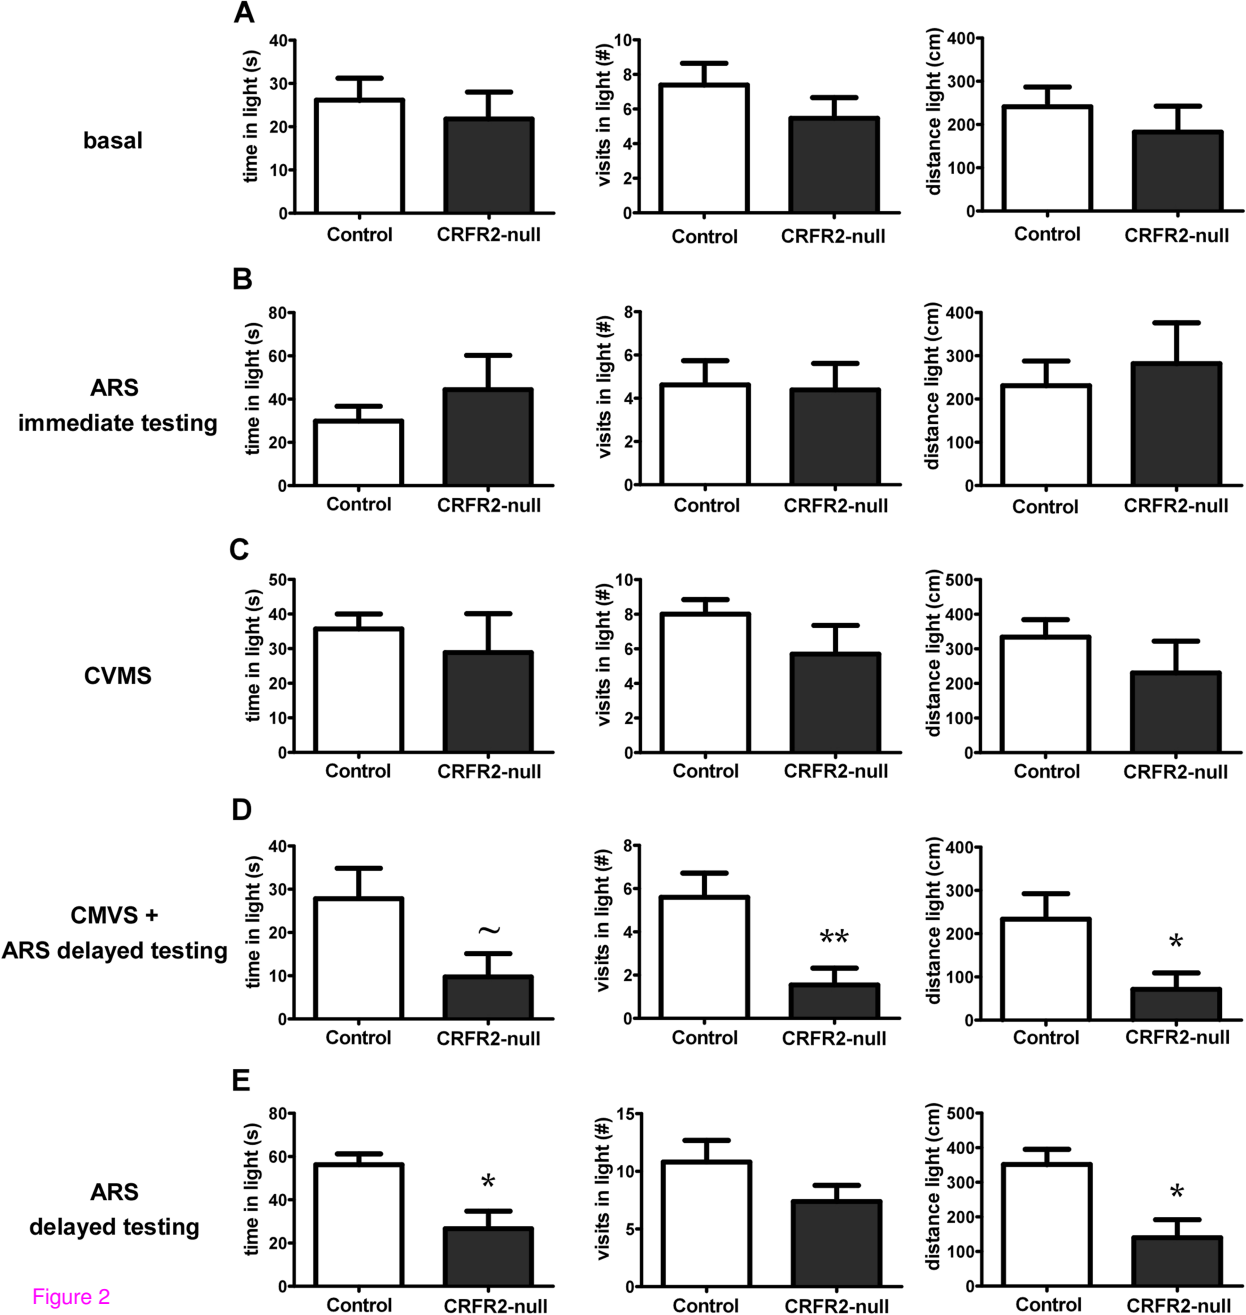 A
basal
time in light (s)
40
30
20
10
0
Control CRFR2-null
visits in light (#)
10
8
6
4
2
0
Control CRFR2-null
distance light (cm)
400
300
200
100
0
Control CRFR2-null
B
ARS
immediate testing
time in light (s)
80
60
40
20
0
Control CRFR2-null
visits in light (#)
8
6
4
2
0
Control CRFR2-null
distance light (cm)
400
300
200
100
0
Control CRFR2-null
C
CVMS
time in light (s)
50
40
30
20
10
0
Control CRFR2-null
visits in light (#)
10
8
6
4
2
0
Control CRFR2-null
distance light (cm)
500
400
300
200
100
0
Control CRFR2-null
D
CMVS +
ARS delayed testing
time in light (s)
40
30
20
10
0
~
Control CRFR2-null
visits in light (#)
8
6
4
2
0
**
Control CRFR2-null
distance light (cm)
400
300
200
100
0
*
Control CRFR2-null
E
ARS
delayed testing
time in light (s)
80
60
40
20
0
*
Control CRFR2-null
visits in light (#)
15
10
5
0
Control CRFR2-null
distance light (cm)
500
400
300
200
100
0
*
Control CRFR2-null
Figure 2